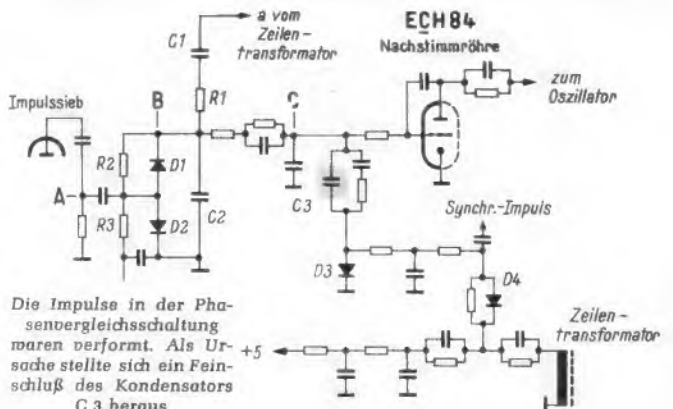 a vom
Zeilen-
transformator
ECH84
Nachstimmröhre
C1
zum
Oszillator
Impulssieb
B
R1
C
R2
D1
A
C2
C3
R3
D2
Synchr.-Impuls
D3
D4
Zeilen-
transformator
+5
Die Impulse in der Pha-
senvergleichsschaltung
waren verformt. Als Ur-
sache stellte sich ein Fein-
schluß des Kondensators
C 3 heraus